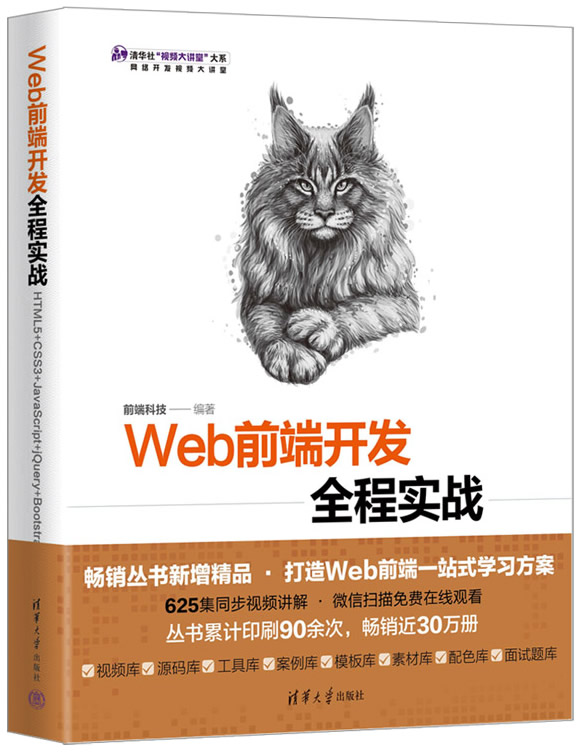 清华社“视频大讲堂”大系
网络开发视频大讲堂
前端科技 —— 编著
Web前端开发
全程实战
畅销丛书新增精品 · 打造Web前端一站式学习方案
625集同步视频讲解 · 微信扫描免费在线观看
丛书累计印刷90余次，畅销近30万册
视频库 源码库 工具库 案例库 模板库 素材库 配色库 面试题库
清华大学出版社
Web前端开发
全程实战
HTML5+CSS3+JavaScript+jQuery+Bootstra
清华大学出版社